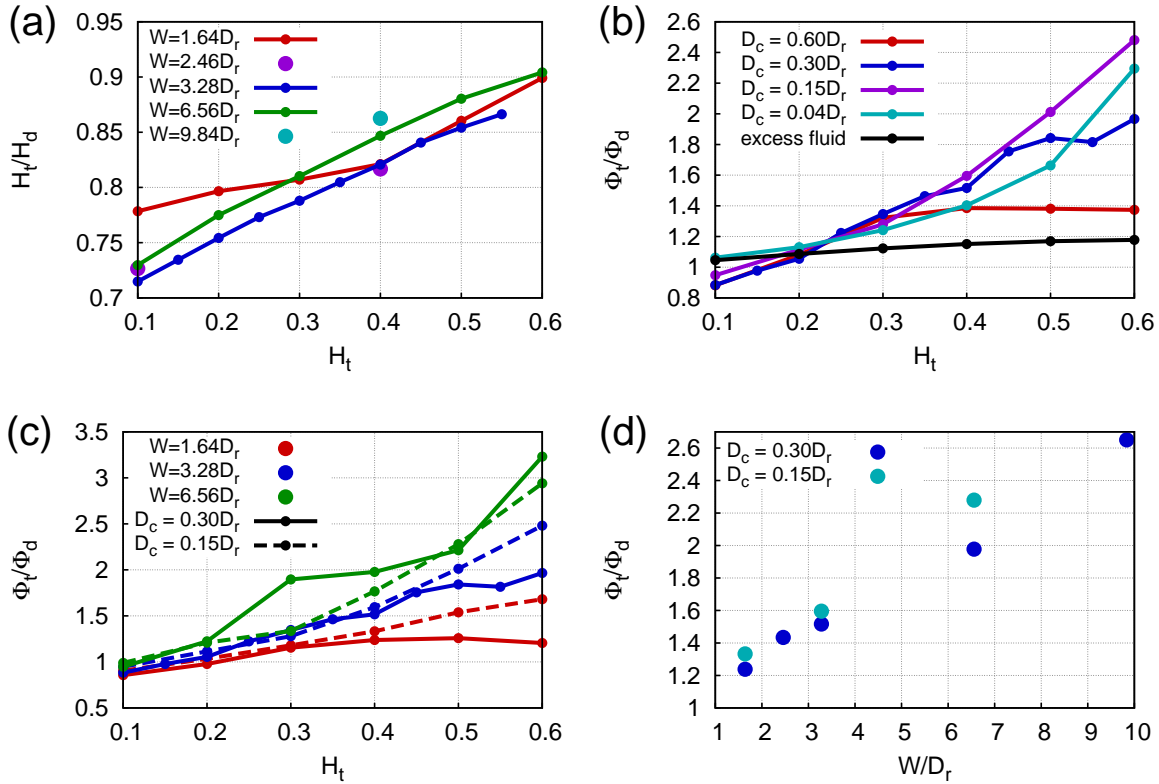 (a)
0.95
0.9
0.85
0.8
0.75
0.7
0.1 0.2 0.3 0.4 0.5 0.6
H_t/H_d
H_t
W=1.64D_r
W=2.46D_r
W=3.28D_r
W=6.56D_r
W=9.84D_r
(b)
2.6
2.4
2.2
2
1.8
1.6
1.4
1.2
1
0.8
0.1 0.2 0.3 0.4 0.5 0.6
Φ_t/Φ_d
H_t
D_c = 0.60D_r
D_c = 0.30D_r
D_c = 0.15D_r
D_c = 0.04D_r
excess fluid
(c)
3.5
3
2.5
2
1.5
1
0.5
0.1 0.2 0.3 0.4 0.5 0.6
Φ_t/Φ_d
H_t
W=1.64D_r
W=3.28D_r
W=6.56D_r
D_c = 0.30D_r
D_c = 0.15D_r
(d)
2.6
2.4
2.2
2
1.8
1.6
1.4
1.2
1
1 2 3 4 5 6 7 8 9 10
Φ_t/Φ_d
W/D_r
D_c = 0.30D_r
D_c = 0.15D_r